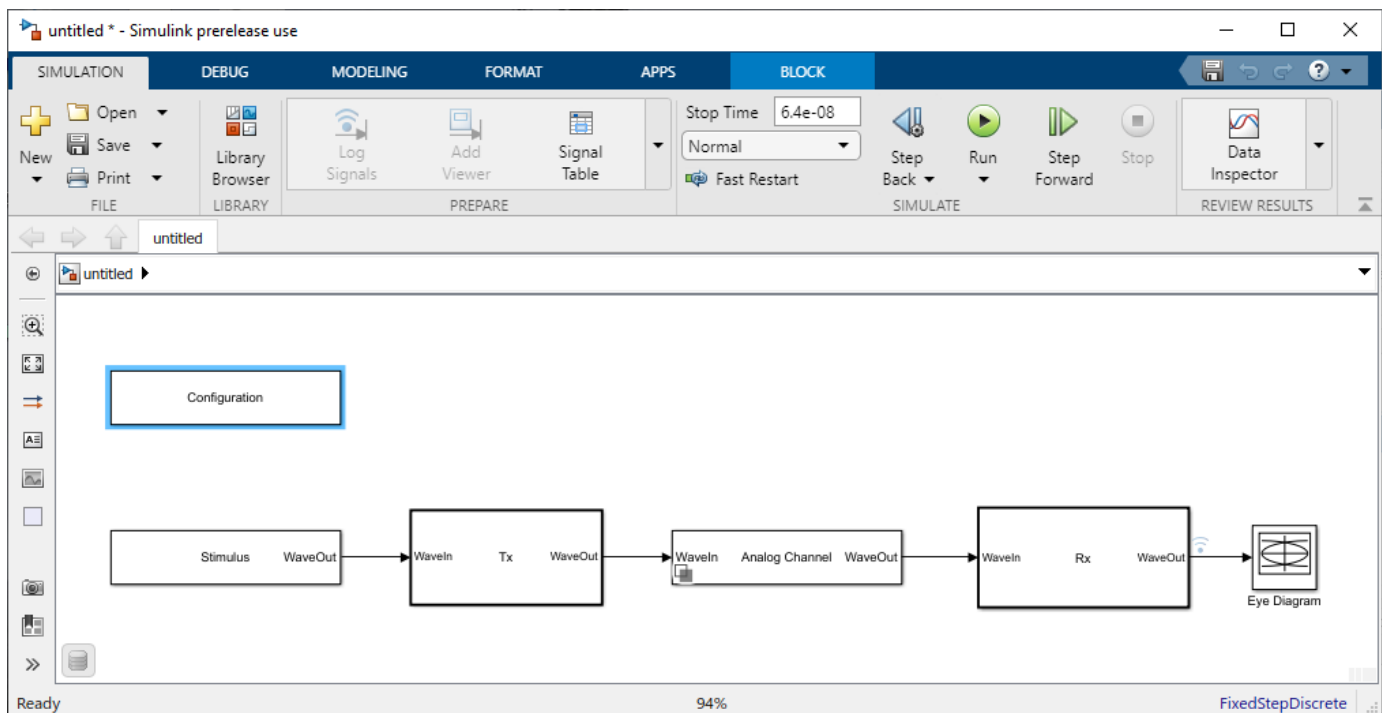 untitled * - Simulink prerelease use
SIMULATION DEBUG MODELING FORMAT APPS BLOCK
New
Open
Save
Print
FILE
Library
Browser
LIBRARY
Log
Signals
Add
Viewer
Signal
Table
PREPARE
Stop Time 6.4e-08
Normal
Fast Restart
Step
Back
Run
Step
Forward
Stop
SIMULATE
Data
Inspector
REVIEW RESULTS
untitled
untitled
Configuration
Stimulus WaveOut
WaveIn Tx WaveOut
WaveIn Analog Channel WaveOut
WaveIn Rx WaveOut
Eye Diagram
Ready 94% FixedStepDiscrete